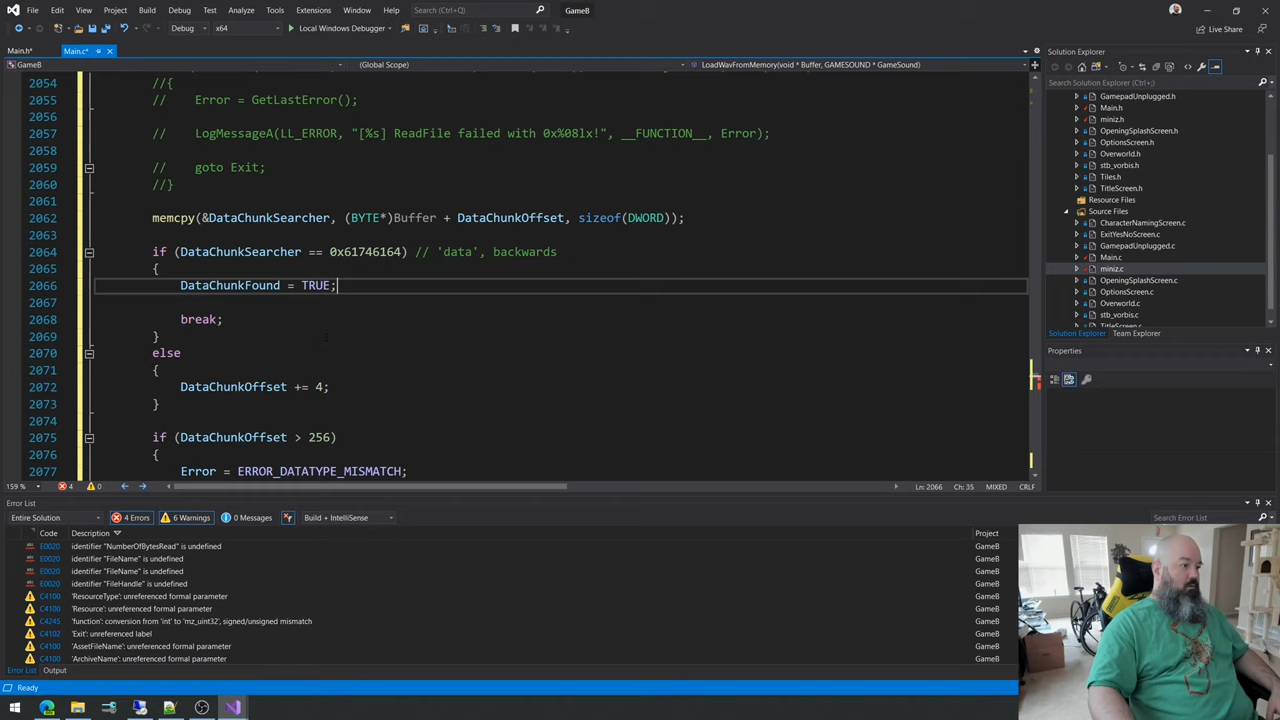 File Edit View Git Project Build Debug Test Analyze Tools Extensions Window Help Search (Ctrl+Q) GameB
Debug x64 Local Windows Debugger Live Share
Main.h* Main.c*
GameB (Global Scope) LoadWavFromMemory(void * Buffer, GAMESOUND * GameSound)
2054 //{
2055 // Error = GetLastError();
2056
2057 // LogMessageA(LL_ERROR, "[%s] ReadFile failed with 0x%08lx!", __FUNCTION__, Error);
2058
2059 // goto Exit;
2060 //}
2061
2062 memcpy(&DataChunkSearcher, (BYTE*)Buffer + DataChunkOffset, sizeof(DWORD));
2063
2064 if (DataChunkSearcher == 0x61746164) // 'data', backwards
2065 {
2066 DataChunkFound = TRUE;
2067
2068 break;
2069 }
2070 else
2071 {
2072 DataChunkOffset += 4;
2073 }
2074
2075 if (DataChunkOffset > 256)
2076 {
2077 Error = ERROR_DATATYPE_MISMATCH;
159 % 4 0 Ln: 2066 Ch: 35 MIXED CRLF
Solution Explorer
Search Solution Explorer (Ctrl+;)
GamepadUnplugged.h
Main.h
miniz.h
OpeningSplashScreen.h
OptionsScreen.h
Overworld.h
stb_vorbis.h
Tiles.h
TitleScreen.h
Resource Files
Source Files
CharacterNamingScreen.c
ExitYesNoScreen.c
GamepadUnplugged.c
Main.c
miniz.c
OpeningSplashScreen.c
OptionsScreen.c
Overworld.c
stb_vorbis.c
TitleScreen.c
Solution Explorer Team Explorer
Properties
Error List
Entire Solution 4 Errors 6 Warnings 0 Messages Build + IntelliSense Search Error List
Code Description Project
E0020 identifier "NumberOfBytesRead" is undefined GameB
E0020 identifier "FileName" is undefined GameB
E0020 identifier "FileName" is undefined GameB
E0020 identifier "FileHandle" is undefined GameB
C4100 'ResourceType': unreferenced formal parameter GameB
C4100 'Resource': unreferenced formal parameter GameB
C4245 'function': conversion from 'int' to 'mz_uint32', signed/unsigned mismatch GameB
C4102 'Exit': unreferenced label GameB
C4100 'AssetFileName': unreferenced formal parameter GameB
C4100 'ArchiveName': unreferenced formal parameter GameB
Error List Output
Ready